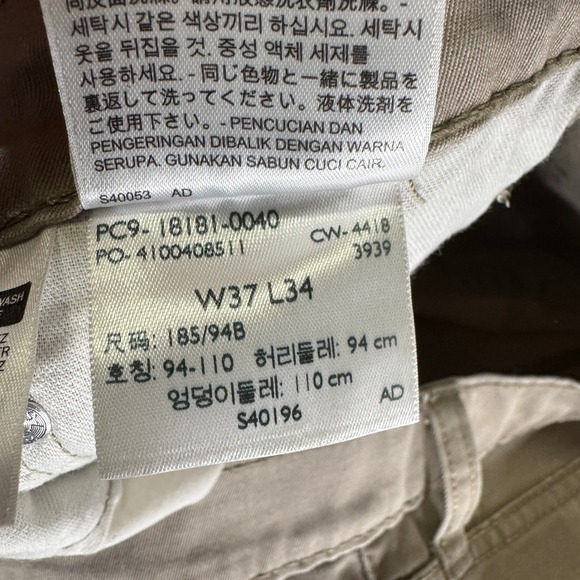 세탁시 같은 색상끼리 하십시요. 세탁시
옷을 뒤집을 것. 중성 액체 세제를
사용하세요. - 同じ色物と一緒に製品を
裏返して洗ってください。液体洗剤を
ご使用下さい。- PENCUCIAN DAN
PENGERINGAN DIBALIK DENGAN WARNA
SERUPA. GUNAKAN SABUN CUCI CAIR.
S40053 AD
PC9- 18181-0040
PO- 4100408511
CW- 4418
3939
W37 L34
尺码: 185/94B
호칭: 94-110 허리둘레: 94 cm
엉덩이둘레: 110 cm
S40196 AD
WASH